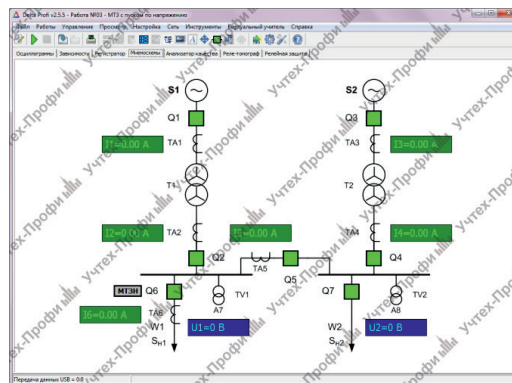 Delta Profi v2.5.5 - Работа №03 - МТЗ с пуском по напряжению
Файл Работы Управление Просмотр Настройка Сеть Инструменты Виртуальный учитель Справка
Осциллограммы Зависимости Регистратор Мнемосхемы Анализатор качества Реле-тонограф Релейная защита
S1 S2
Q1 Q3
TA1 TA3
I1=0.00 A I3=0.00 A
T1 T2
TA2 TA4
I2=0.00 A I5=0.00 A I4=0.00 A
Q2 Q4
TA5 Q5
МТЗН Q6 TV1 Q7 TV2
A7 A8
I6=0.00 A TA6
W1 U1=0 В W2 U2=0 В
Sн1 Sн2
Передача данных USB = 0:0
Учтех-Профи